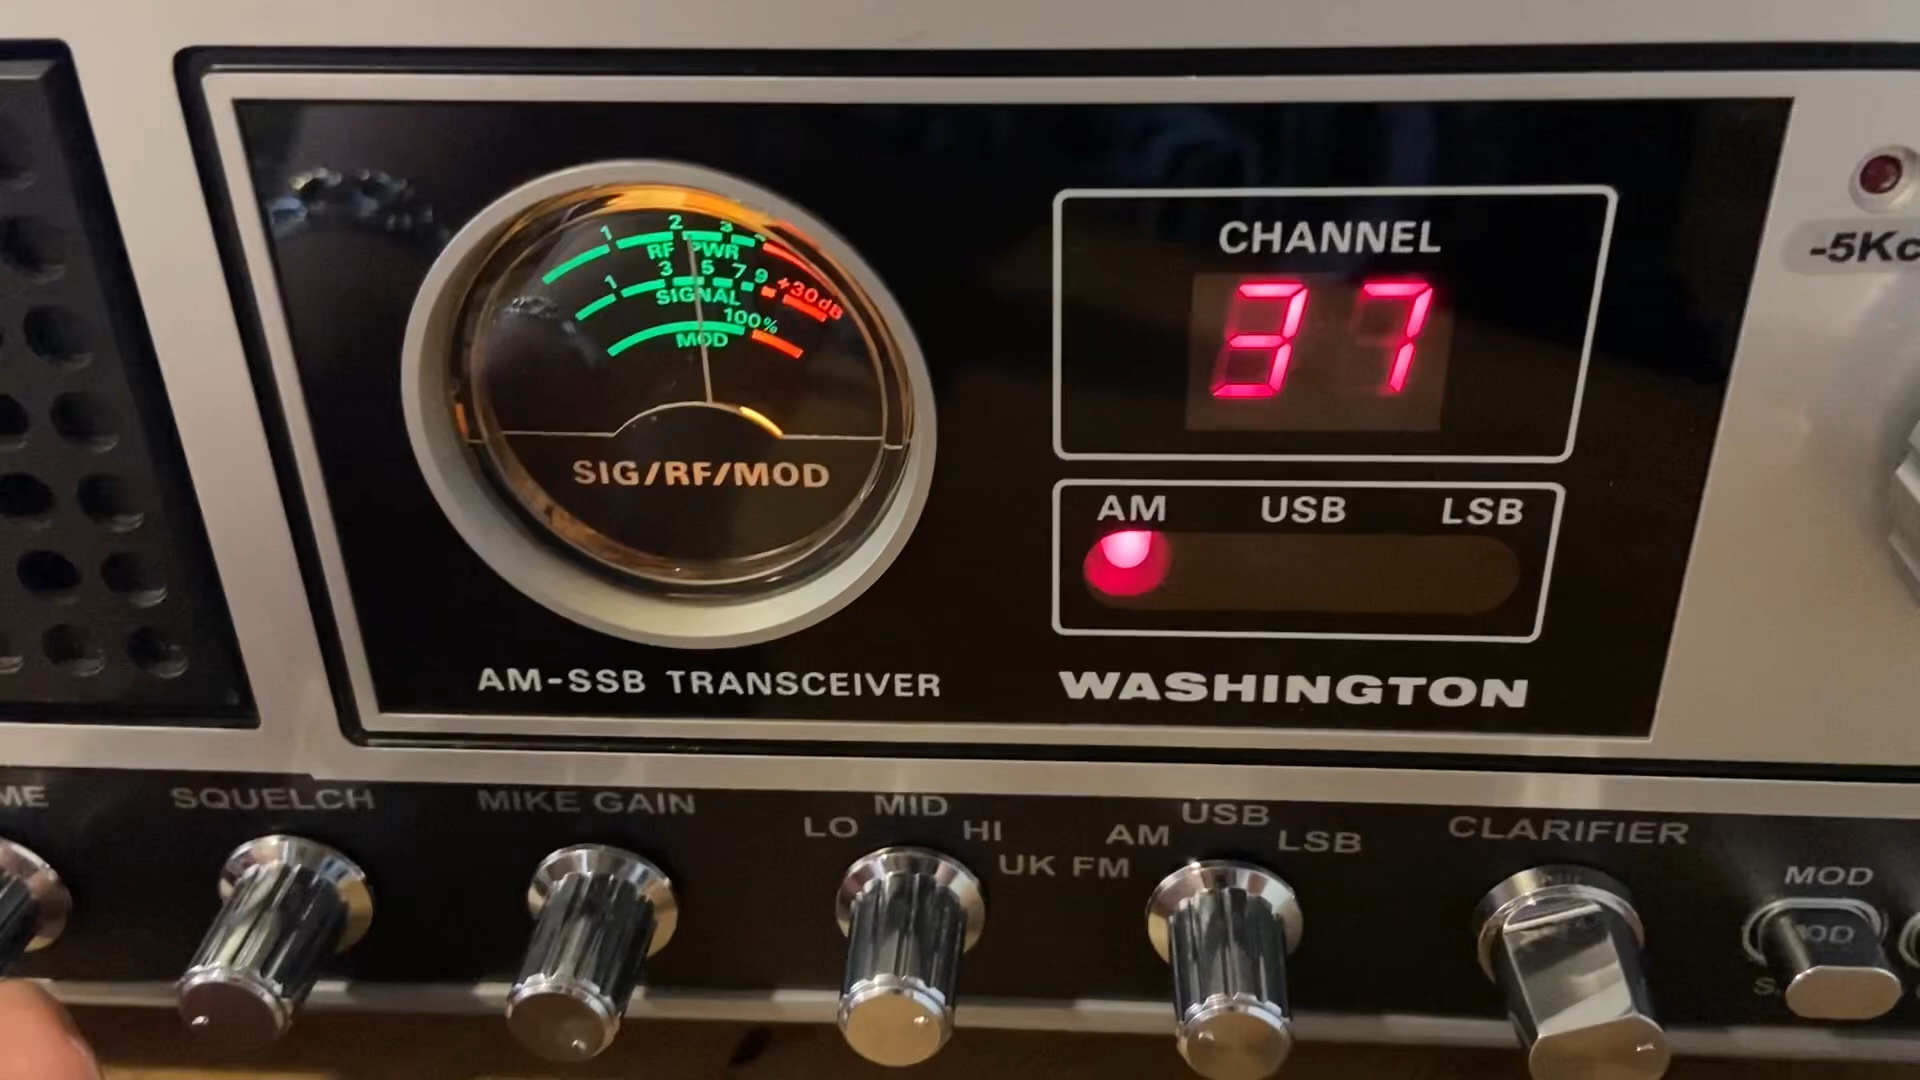 1 2 3
RF PWR
1 3 5 7 9 +30dB
SIGNAL
100%
MOD
SIG/RF/MOD
AM-SSB TRANSCEIVER
CHANNEL
37
AM USB LSB
WASHINGTON
-5Kc
ME
SQUELCH
MIKE GAIN
LO MID HI
UK FM AM USB LSB
CLARIFIER
MOD